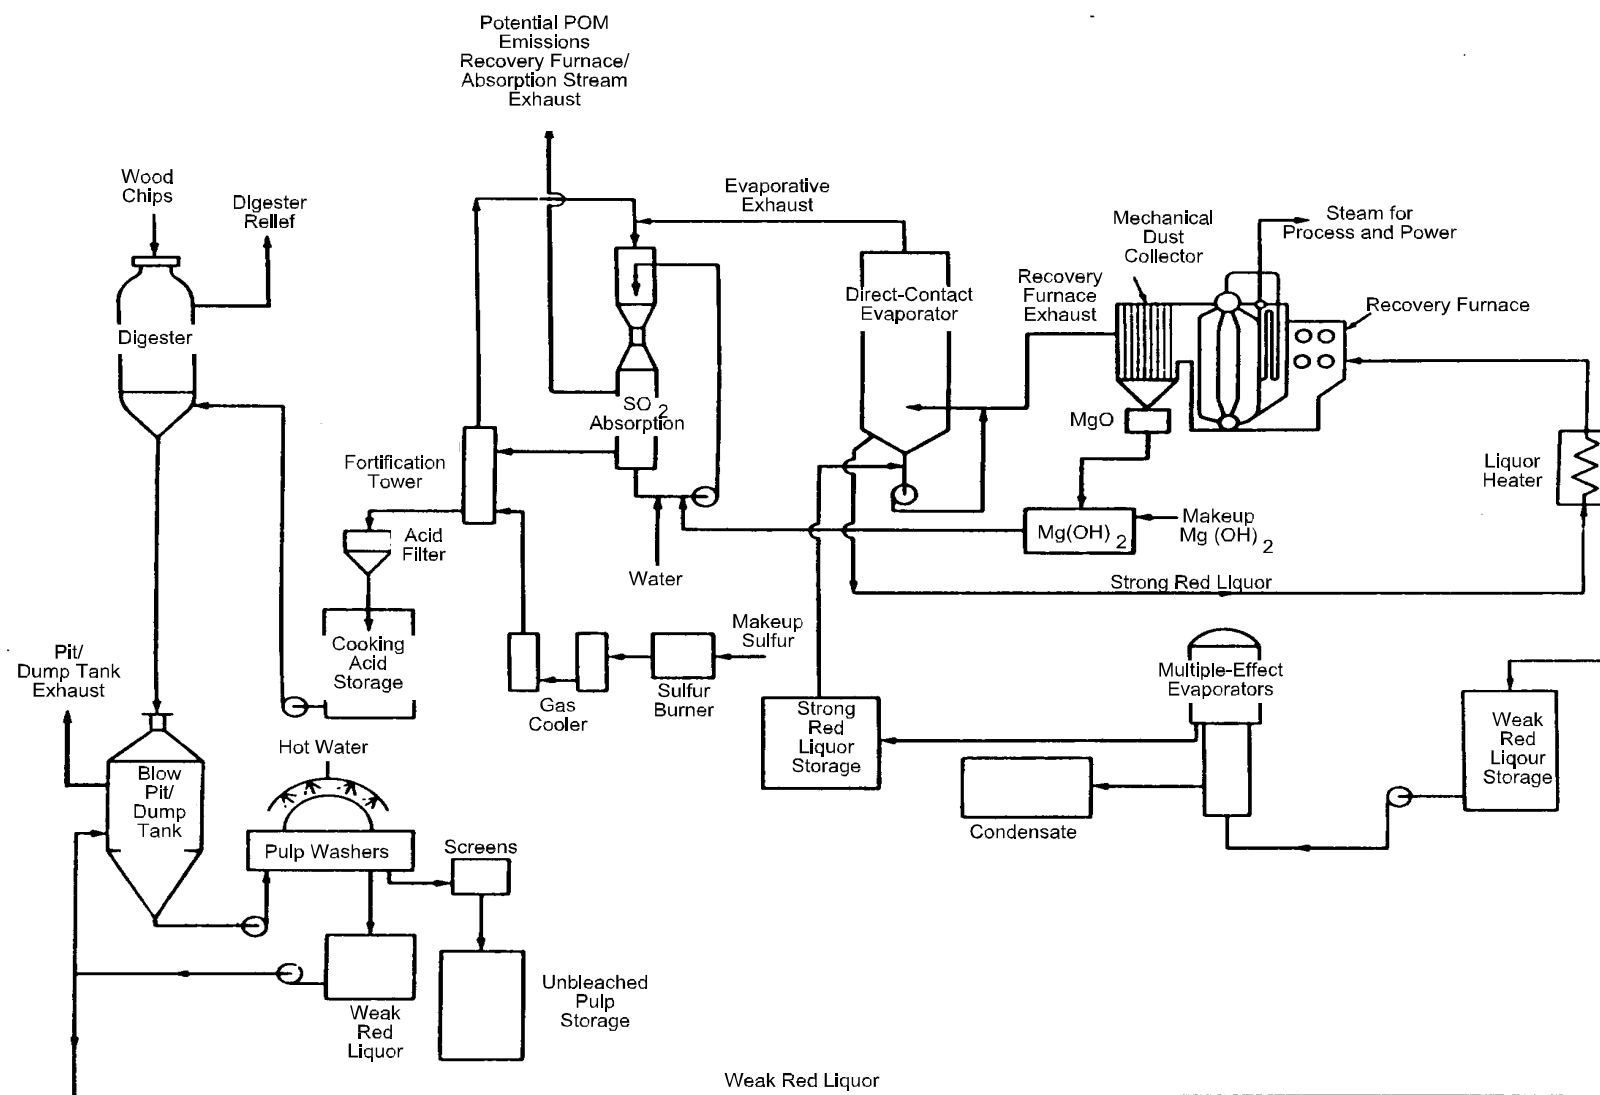 Potential POM
Emissions
Recovery Furnace/
Absorption Stream
Exhaust
Wood
Chips
DIgester
Rellef
Evaporative
Exhaust
Mechanical
Dust
Collector
Steam for
Process and Power
Recovery
Furnace
Exhaust
Recovery Furnace
Direct-Contact
Evaporator
Digester
SO 2
Absorption
MgO
Fortification
Tower
Liquor
Heater
Acid
Filter
Mg(OH) 2
Makeup
Mg (OH) 2
Water
Strong Red LIquor
Makeup
Sulfur
Cooking
Acid
Storage
Pit/
Dump Tank
Exhaust
Gas
Cooler
Sulfur
Burner
Multiple-Effect
Evaporators
Strong
Red
Liquor
Storage
Weak
Red
Liqour
Storage
Hot Water
Blow
Pit/
Dump
Tank
Condensate
Pulp Washers
Screens
Unbleached
Pulp
Storage
Weak
Red
LIquor
Weak Red Liquor